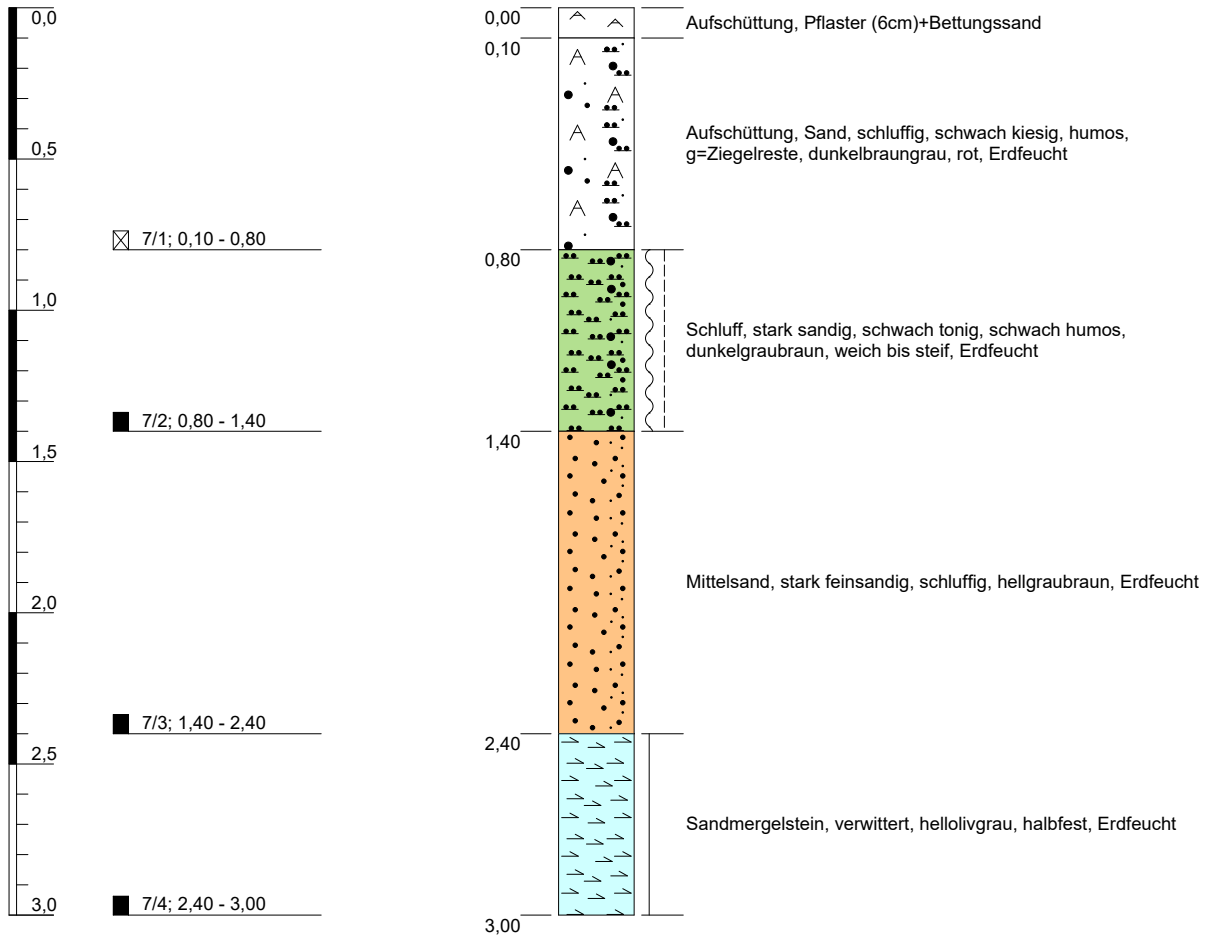 0,0
0,5
1,0
1,5
2,0
2,5
3,0
7/1; 0,10 - 0,80
7/2; 0,80 - 1,40
7/3; 1,40 - 2,40
7/4; 2,40 - 3,00
0,00
0,10
0,80
1,40
2,40
3,00
Aufschüttung, Pflaster (6cm)+Bettungssand
Aufschüttung, Sand, schluffig, schwach kiesig, humos,
g=Ziegelreste, dunkelbraungrau, rot, Erdfeucht
Schluff, stark sandig, schwach tonig, schwach humos,
dunkelgraubraun, weich bis steif, Erdfeucht
Mittelsand, stark feinsandig, schluffig, hellgraubraun, Erdfeucht
Sandmergelstein, verwittert, hellolivgrau, halbfest, Erdfeucht